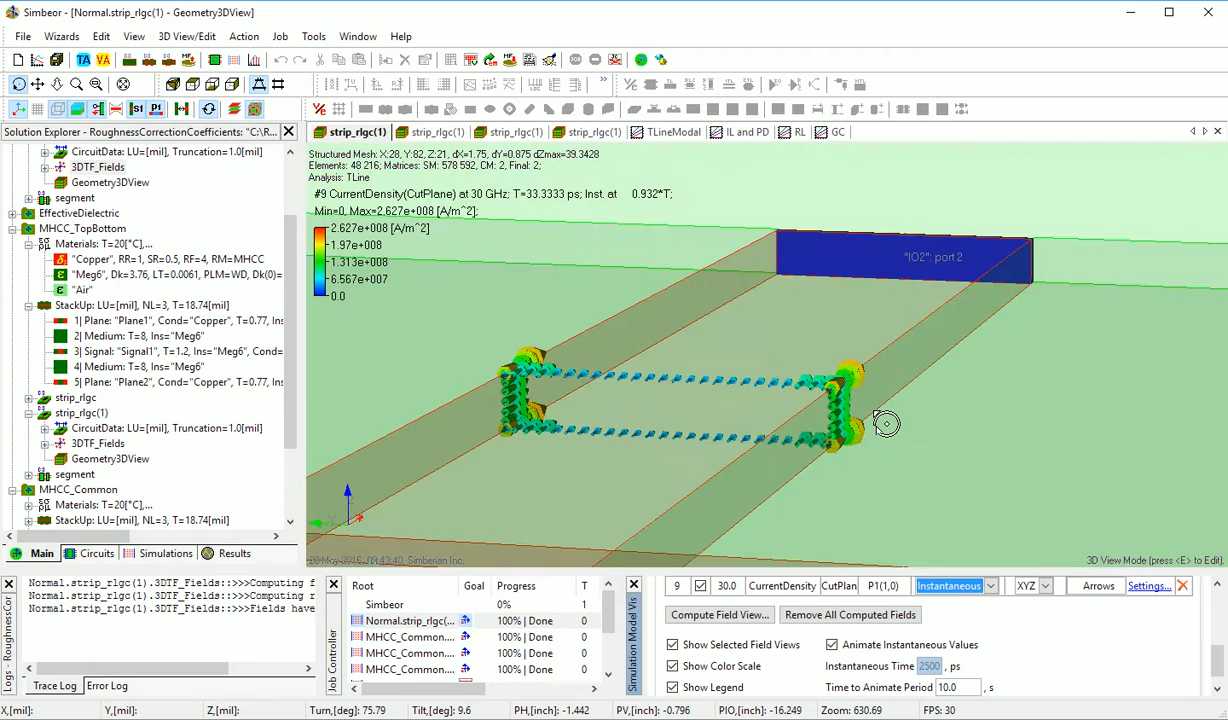 Simbeor - [Normal.strip_rlgc(1) - Geometry3DView]
File Wizards Edit View 3D View/Edit Action Job Tools Window Help
Solution Explorer - RoughnessCorrectionCoefficients: "C:\R...
CircuitData: LU=[mil], Truncation=1.0[mil]
3DTF_Fields
Geometry3DView
segment
EffectiveDielectric
MHCC_TopBottom
Materials: T=20[°C],...
"Copper", RR=1, SR=0.5, RF=4, RM=MHCC
"Meg6", Dk=3.76, LT=0.0061, PLM=WD, Dk(0)=
"Air"
StackUp: LU=[mil], NL=3, T=18.74[mil]
1| Plane: "Plane1", Cond="Copper", T=0.77, Ins
2| Medium: T=8, Ins="Meg6"
3| Signal: "Signal1", T=1.2, Ins="Meg6", Cond=
4| Medium: T=8, Ins="Meg6"
5| Plane: "Plane2", Cond="Copper", T=0.77, Ins
strip_rlgc
strip_rlgc(1)
CircuitData: LU=[mil], Truncation=1.0[mil]
3DTF_Fields
Geometry3DView
segment
MHCC_Common
Materials: T=20[°C],...
StackUp: LU=[mil], NL=3, T=18.74[mil]
Main Circuits Simulations Results
strip_rlgc(1) strip_rlgc(1) strip_rlgc(1) strip_rlgc(1) TLineModal IL and PD RL GC
Structured Mesh: X:28, Y:82, Z:21, dX=1.75, dY=0.875 dZmax=39.3428
Elements: 48 216; Matrices: SM: 578 592, CM: 2, Final: 2;
Analysis: TLine
#9 CurrentDensity(CutPlane) at 30 GHz; T=33.3333 ps; Inst. at 0.932*T;
Min=0, Max=2.627e+008 [A/m^2];
2.627e+008 [A/m^2]
1.97e+008
1.313e+008
6.567e+007
0.0
"IO2": port 2
Simberian Inc.
3D View Mode (press <E> to Edit)
Normal.strip_rlgc(1).3DTF_Fields::>>>Computing f
Normal.strip_rlgc(1).3DTF_Fields::>>>Computing r
Normal.strip_rlgc(1).3DTF_Fields::>>>Fields have
Trace Log Error Log
Job Controller
Root Goal Progress T
Simbeor 0% 1
Normal.strip_rlgc(... 100% | Done 0
MHCC_Common.... 100% | Done 0
MHCC_Common.... 100% | Done 0
MHCC_Common.... 100% | Done 0
Simulation Model Vis
9 30.0 CurrentDensity CutPlan P1(1,0) Instantaneous XYZ Arrows Settings...
Compute Field View... Remove All Computed Fields
Show Selected Field Views Animate Instantaneous Values
Show Color Scale Instantaneous Time 2500 , ps
Show Legend Time to Animate Period 10.0 , s
X,[mil]: Y,[mil]: Z,[mil]: Turn,[deg]: 75.79 Tilt,[deg]: 9.6 PH,[inch]: -1.442 PV,[inch]: -0.796 PIO,[inch]: -16.249 Zoom: 630.69 FPS: 30